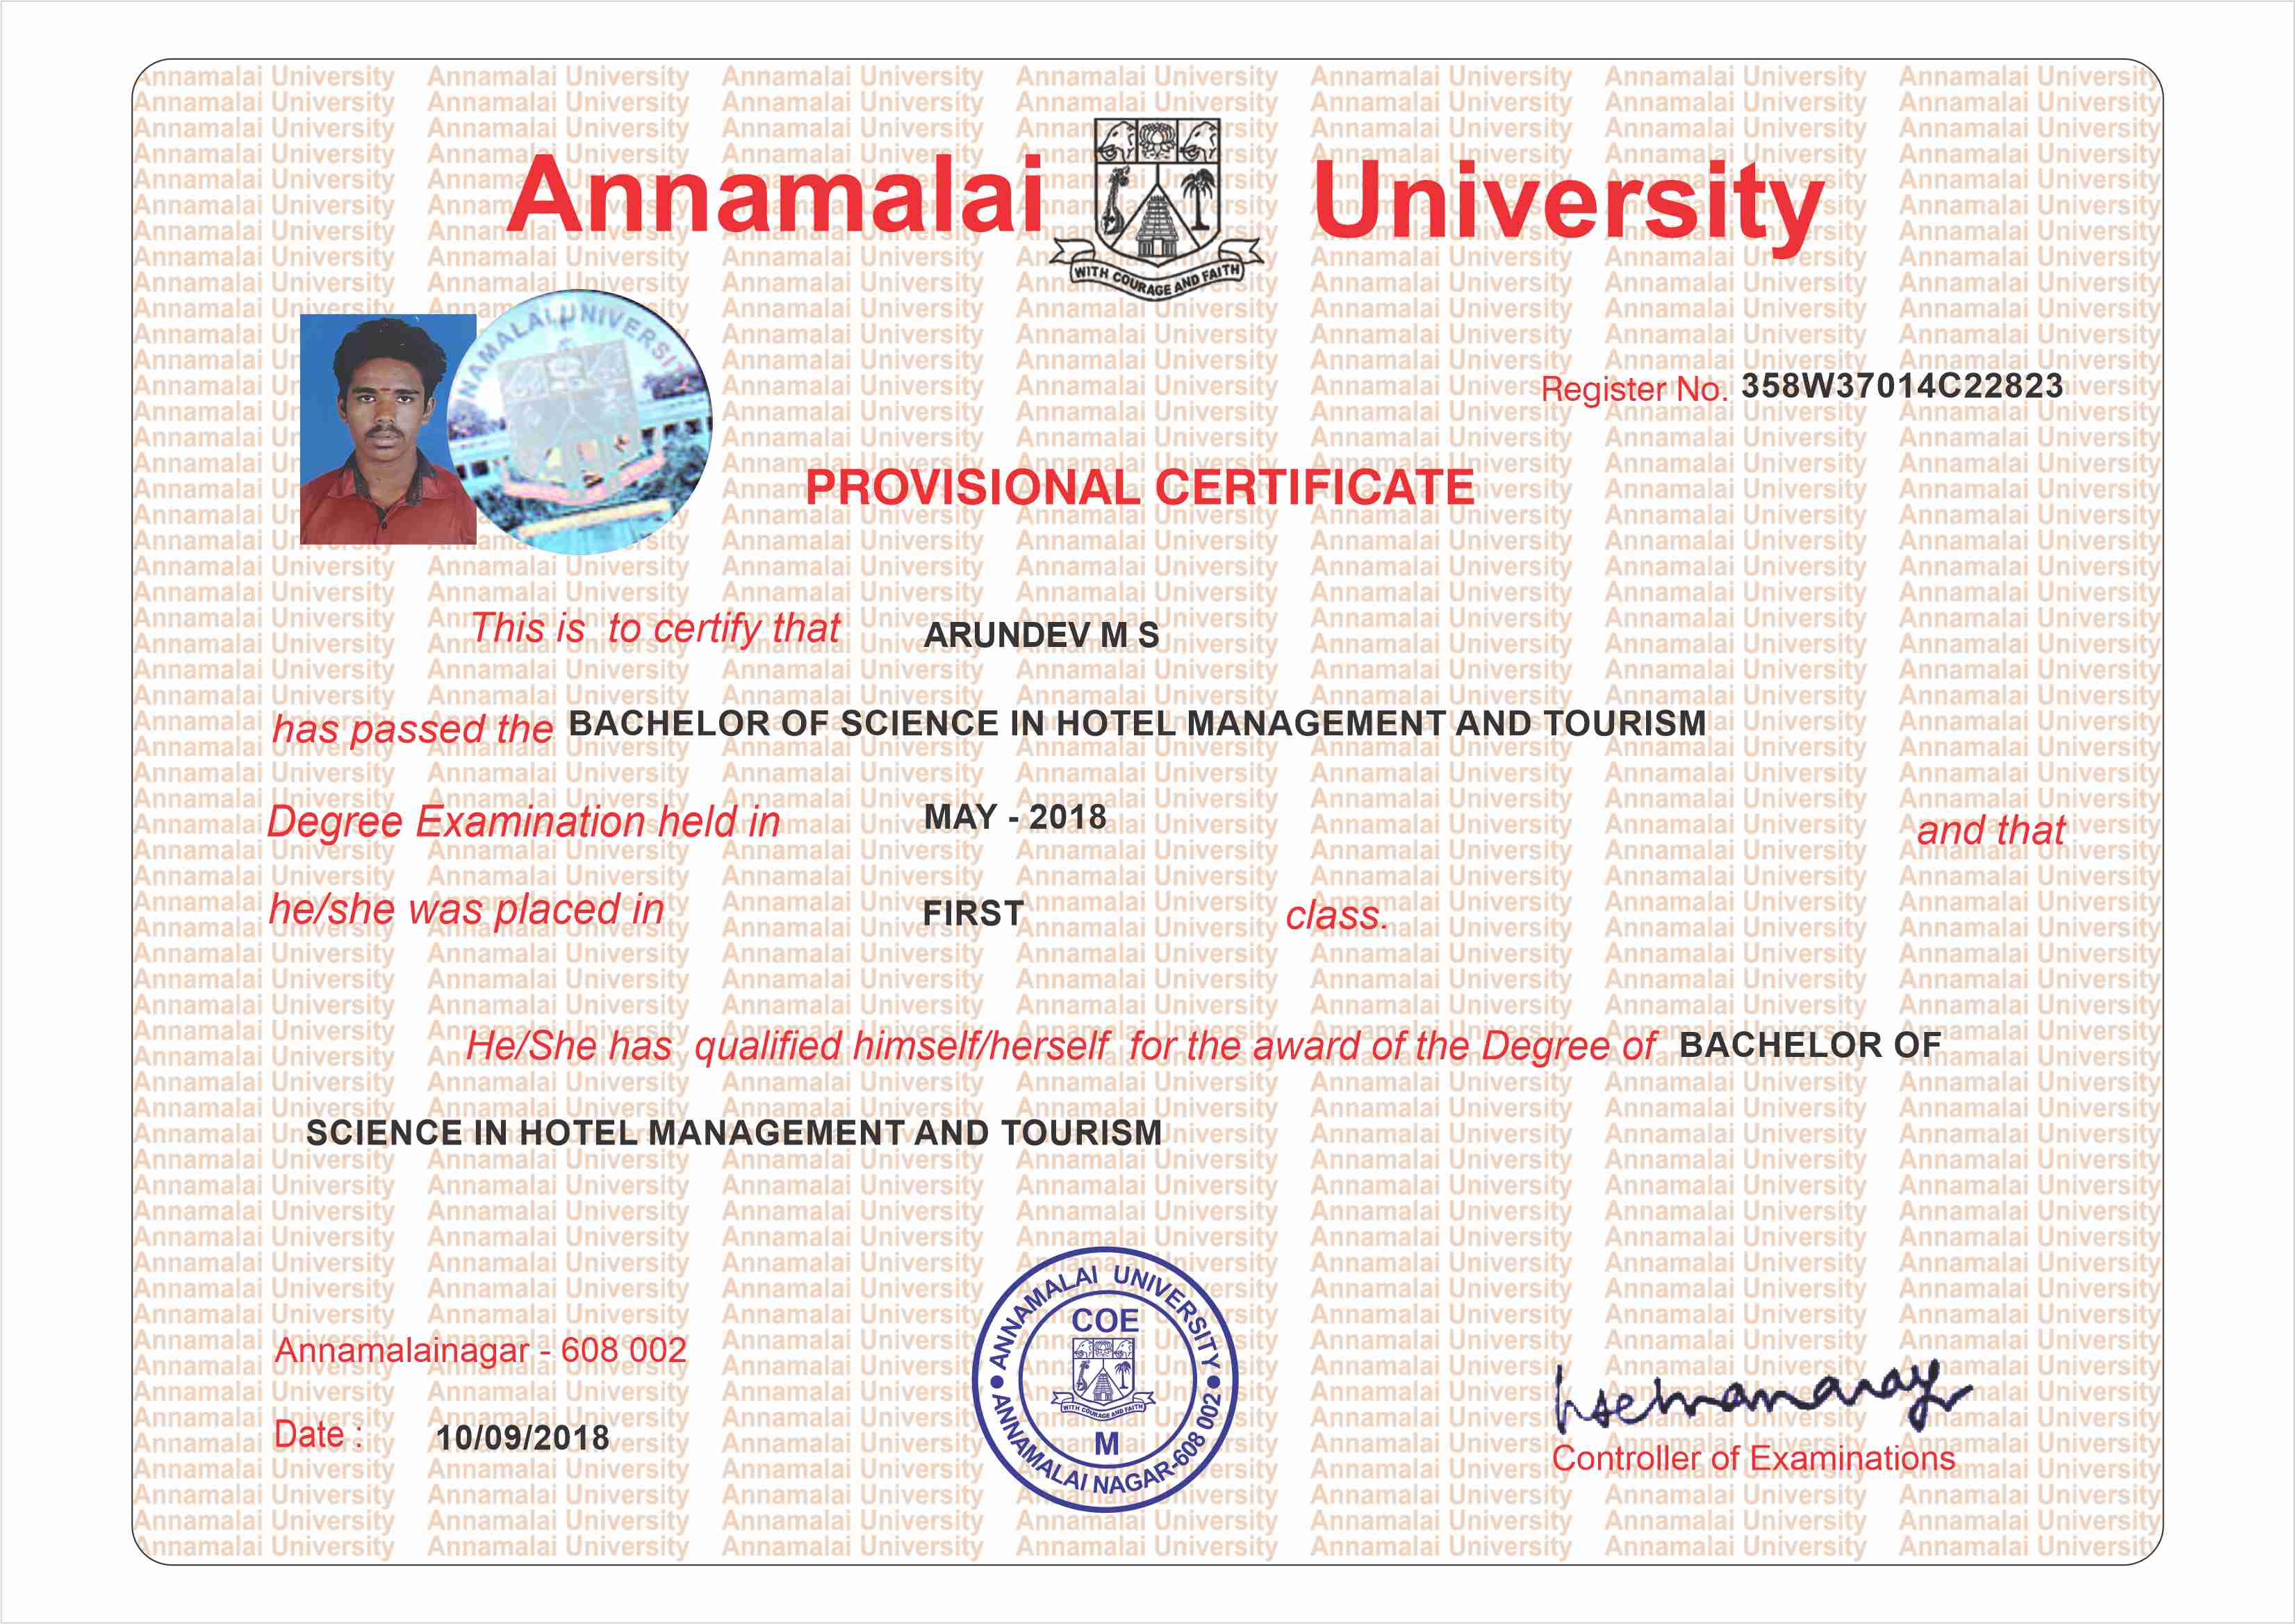 Annamalai University
WITH COURAGE AND FAITH
ANNAMALAI UNIVERSITY
Register No. 358W37014C22823
PROVISIONAL CERTIFICATE
This is to certify that ARUNDEV M S
has passed the BACHELOR OF SCIENCE IN HOTEL MANAGEMENT AND TOURISM
Degree Examination held in MAY - 2018 and that
he/she was placed in FIRST class.
He/She has qualified himself/herself for the award of the Degree of BACHELOR OF
SCIENCE IN HOTEL MANAGEMENT AND TOURISM
Annamalainagar - 608 002
Date : 10/09/2018
ANNAMALAI UNIVERSITY
COE
WITH COURAGE AND FAITH
M
ANNAMALAI NAGAR-608 002
Controller of Examinations